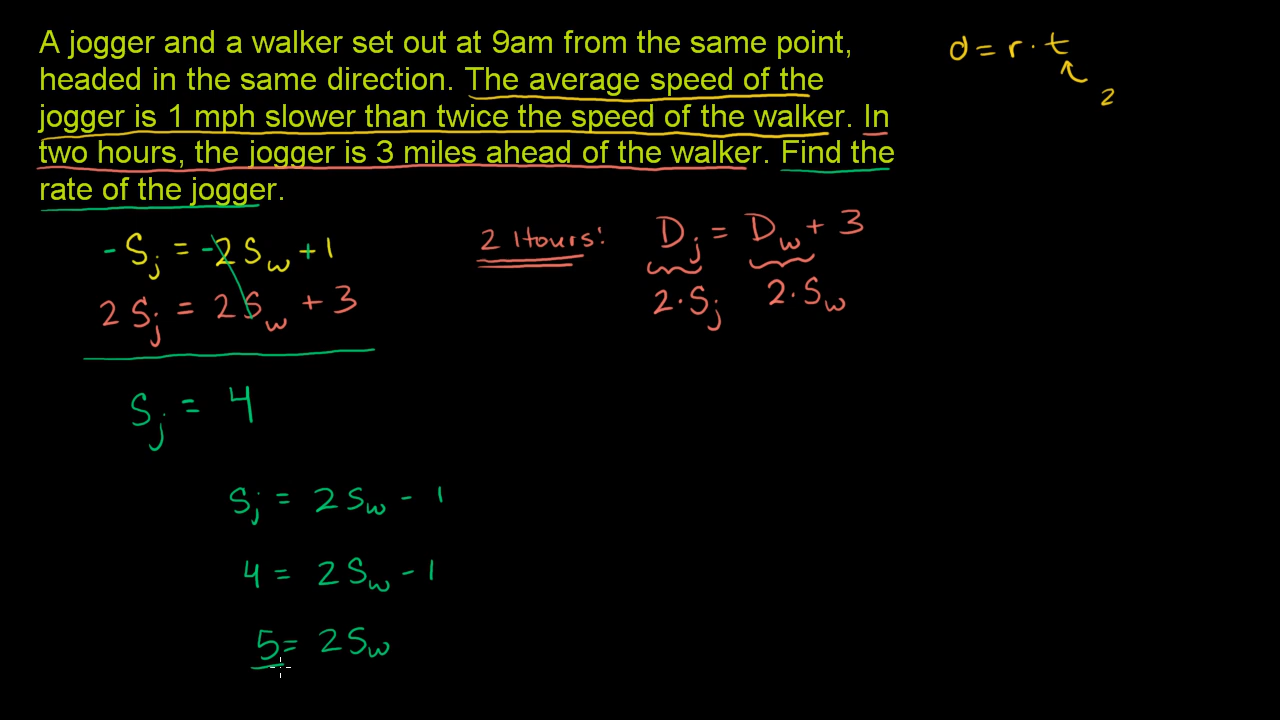 A jogger and a walker set out at 9am from the same point,
headed in the same direction. The average speed of the
jogger is 1 mph slower than twice the speed of the walker. In
two hours, the jogger is 3 miles ahead of the walker. Find the
rate of the jogger.
d = r · t
2
-Sj = -2Sw + 1
2Sj = 2Sw + 3
Sj = 4
Sj = 2Sw - 1
4 = 2Sw - 1
5 = 2Sw
2 Hours: Dj = Dw + 3
2·Sj 2·Sw